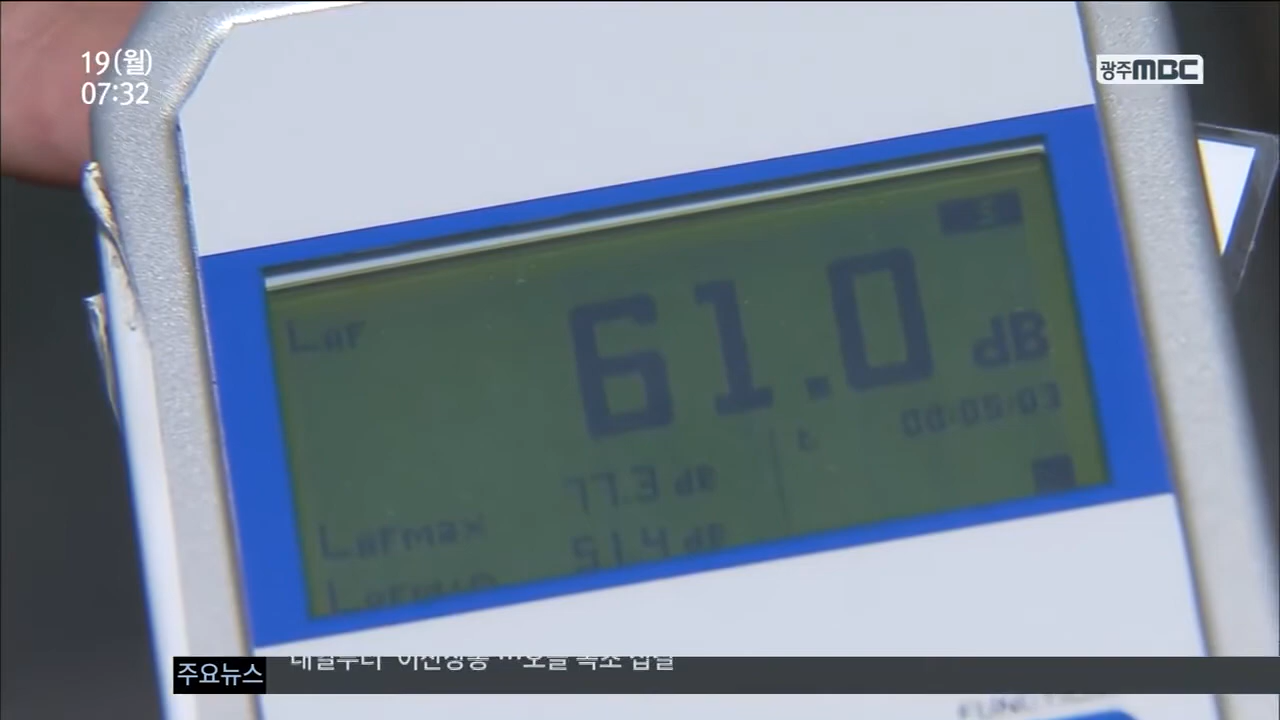 19(월)
07:32
광주MBC
Laf
61.0 dB
00:05:03
77.3 dB
Lafmax
51.4 dB
Lafmin
주요뉴스